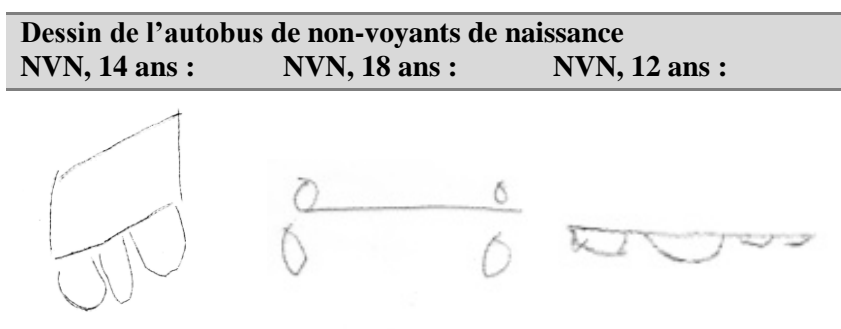 Dessin de l’autobus de non-voyants de naissance
NVN, 14 ans : NVN, 18 ans : NVN, 12 ans :